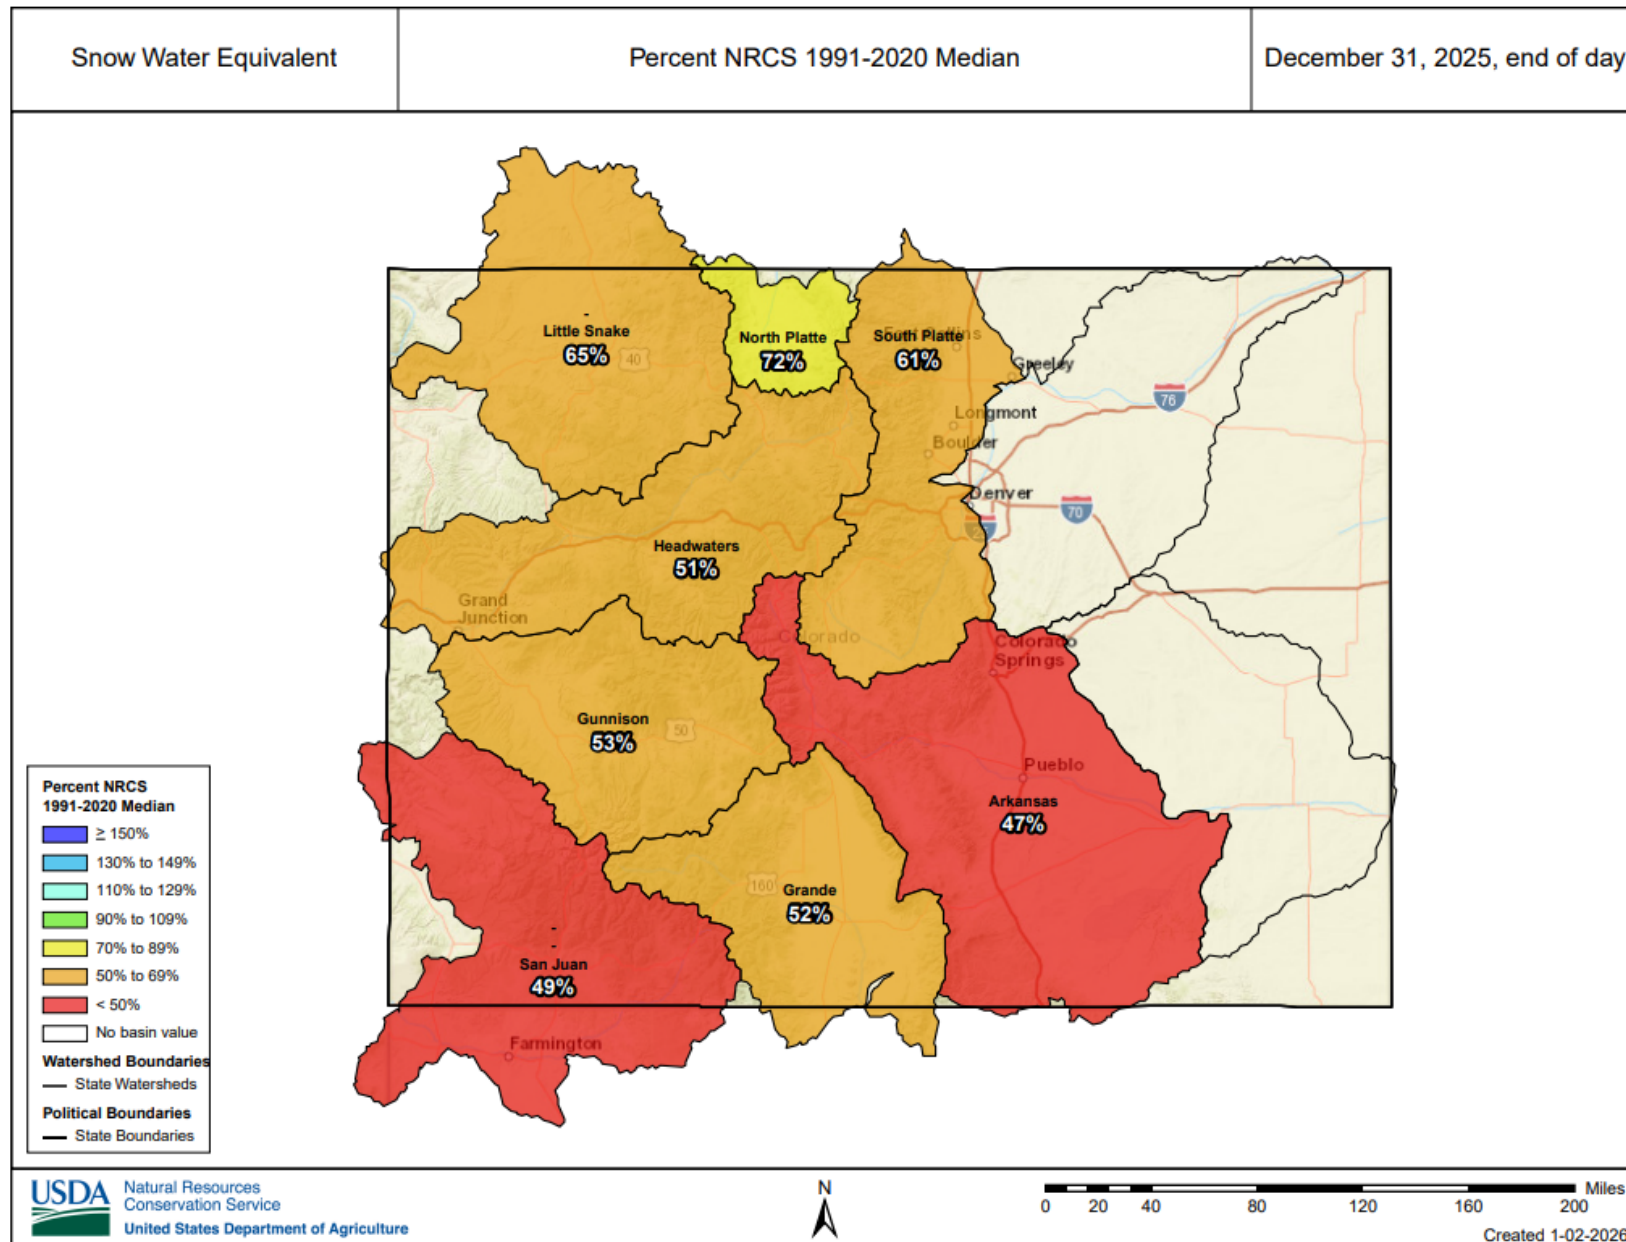 Snow Water Equivalent
Percent NRCS 1991-2020 Median
December 31, 2025, end of day
-
Little Snake
65%
40
North Platte
72%
Fort Collins
South Platte
61%
Greeley
76
Longmont
Boulder
Denver
70
25
Headwaters
51%
Grand
Junction
Colorado
Colorado
Springs
Gunnison
53%
50
Pueblo
Arkansas
47%
160
Grande
52%
-
-
San Juan
49%
Farmington
Percent NRCS
1991-2020 Median
≥ 150%
130% to 149%
110% to 129%
90% to 109%
70% to 89%
50% to 69%
< 50%
No basin value
Watershed Boundaries
State Watersheds
Political Boundaries
State Boundaries
USDA
Natural Resources
Conservation Service
United States Department of Agriculture
N
Miles
0 20 40 80 120 160 200
Created 1-02-2026